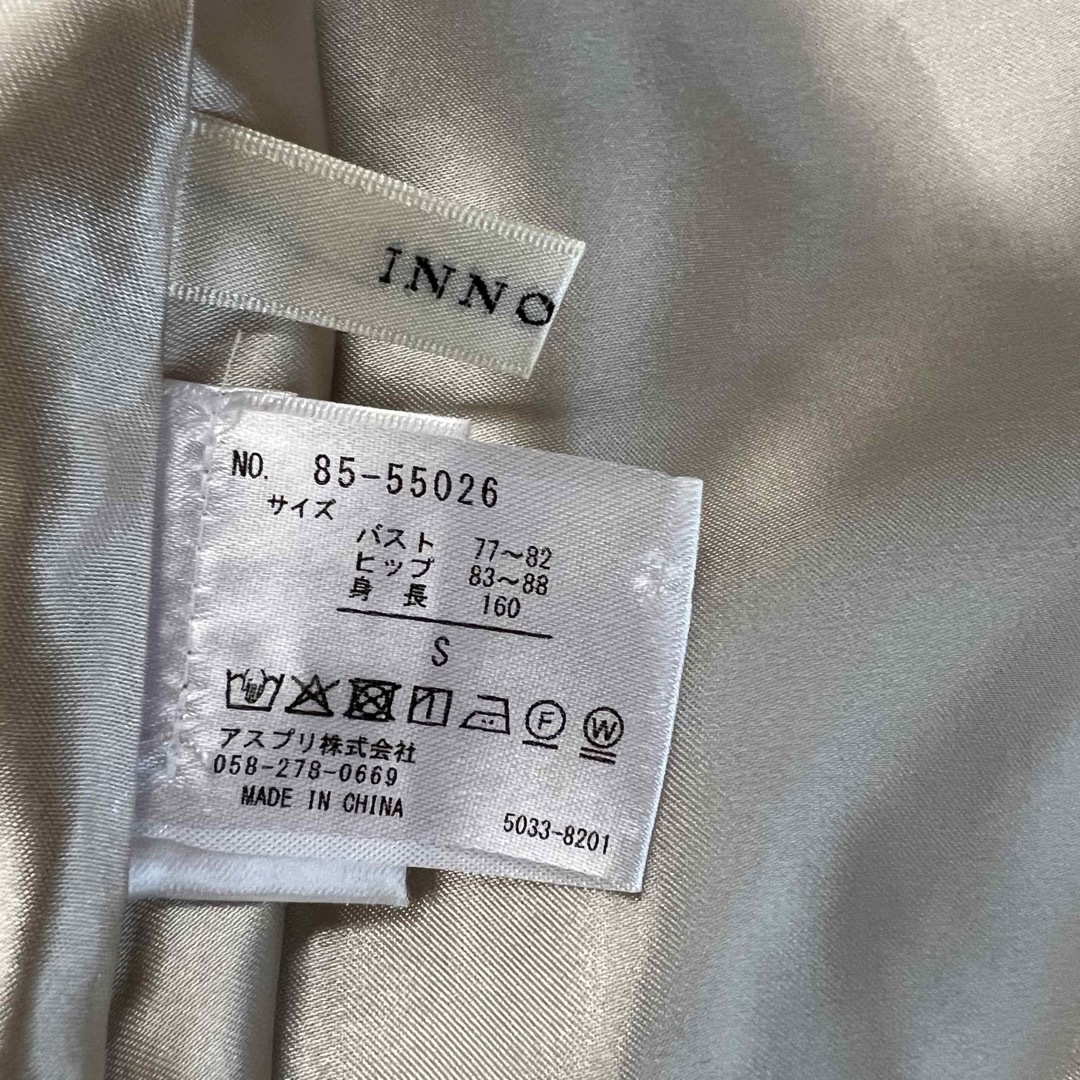 INNO
NO. 85-55026
サイズ
バスト 77～82
ヒップ 83～88
身長 160
S
F W
アスプリ株式会社
058-278-0669
MADE IN CHINA
5033-8201